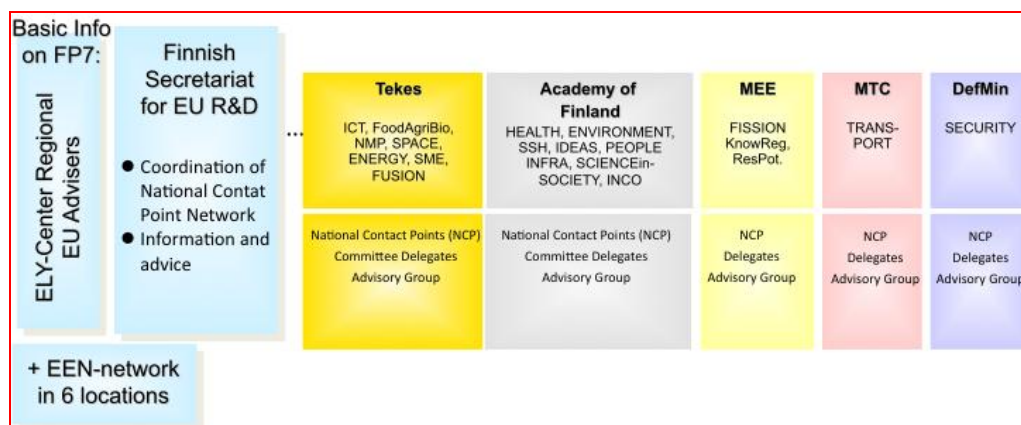 Basic Info
on FP7:
ELY-Center Regional
EU Advisers
Finnish
Secretariat
for EU R&D
● Coordination of
National Contat
Point Network
● Information and
advice
+ EEN-network
in 6 locations
...
Tekes
ICT, FoodAgriBio,
NMP, SPACE,
ENERGY, SME,
FUSION
National Contact Points (NCP)
Committee Delegates
Advisory Group
Academy of
Finland
HEALTH, ENVIRONMENT,
SSH, IDEAS, PEOPLE
INFRA, SCIENCEin-
SOCIETY, INCO
National Contact Points (NCP)
Committee Delegates
Advisory Group
MEE
FISSION
KnowReg,
ResPot.
NCP
Delegates
Advisory Group
MTC
TRANS-
PORT
NCP
Delegates
Advisory Group
DefMin
SECURITY
NCP
Delegates
Advisory Group